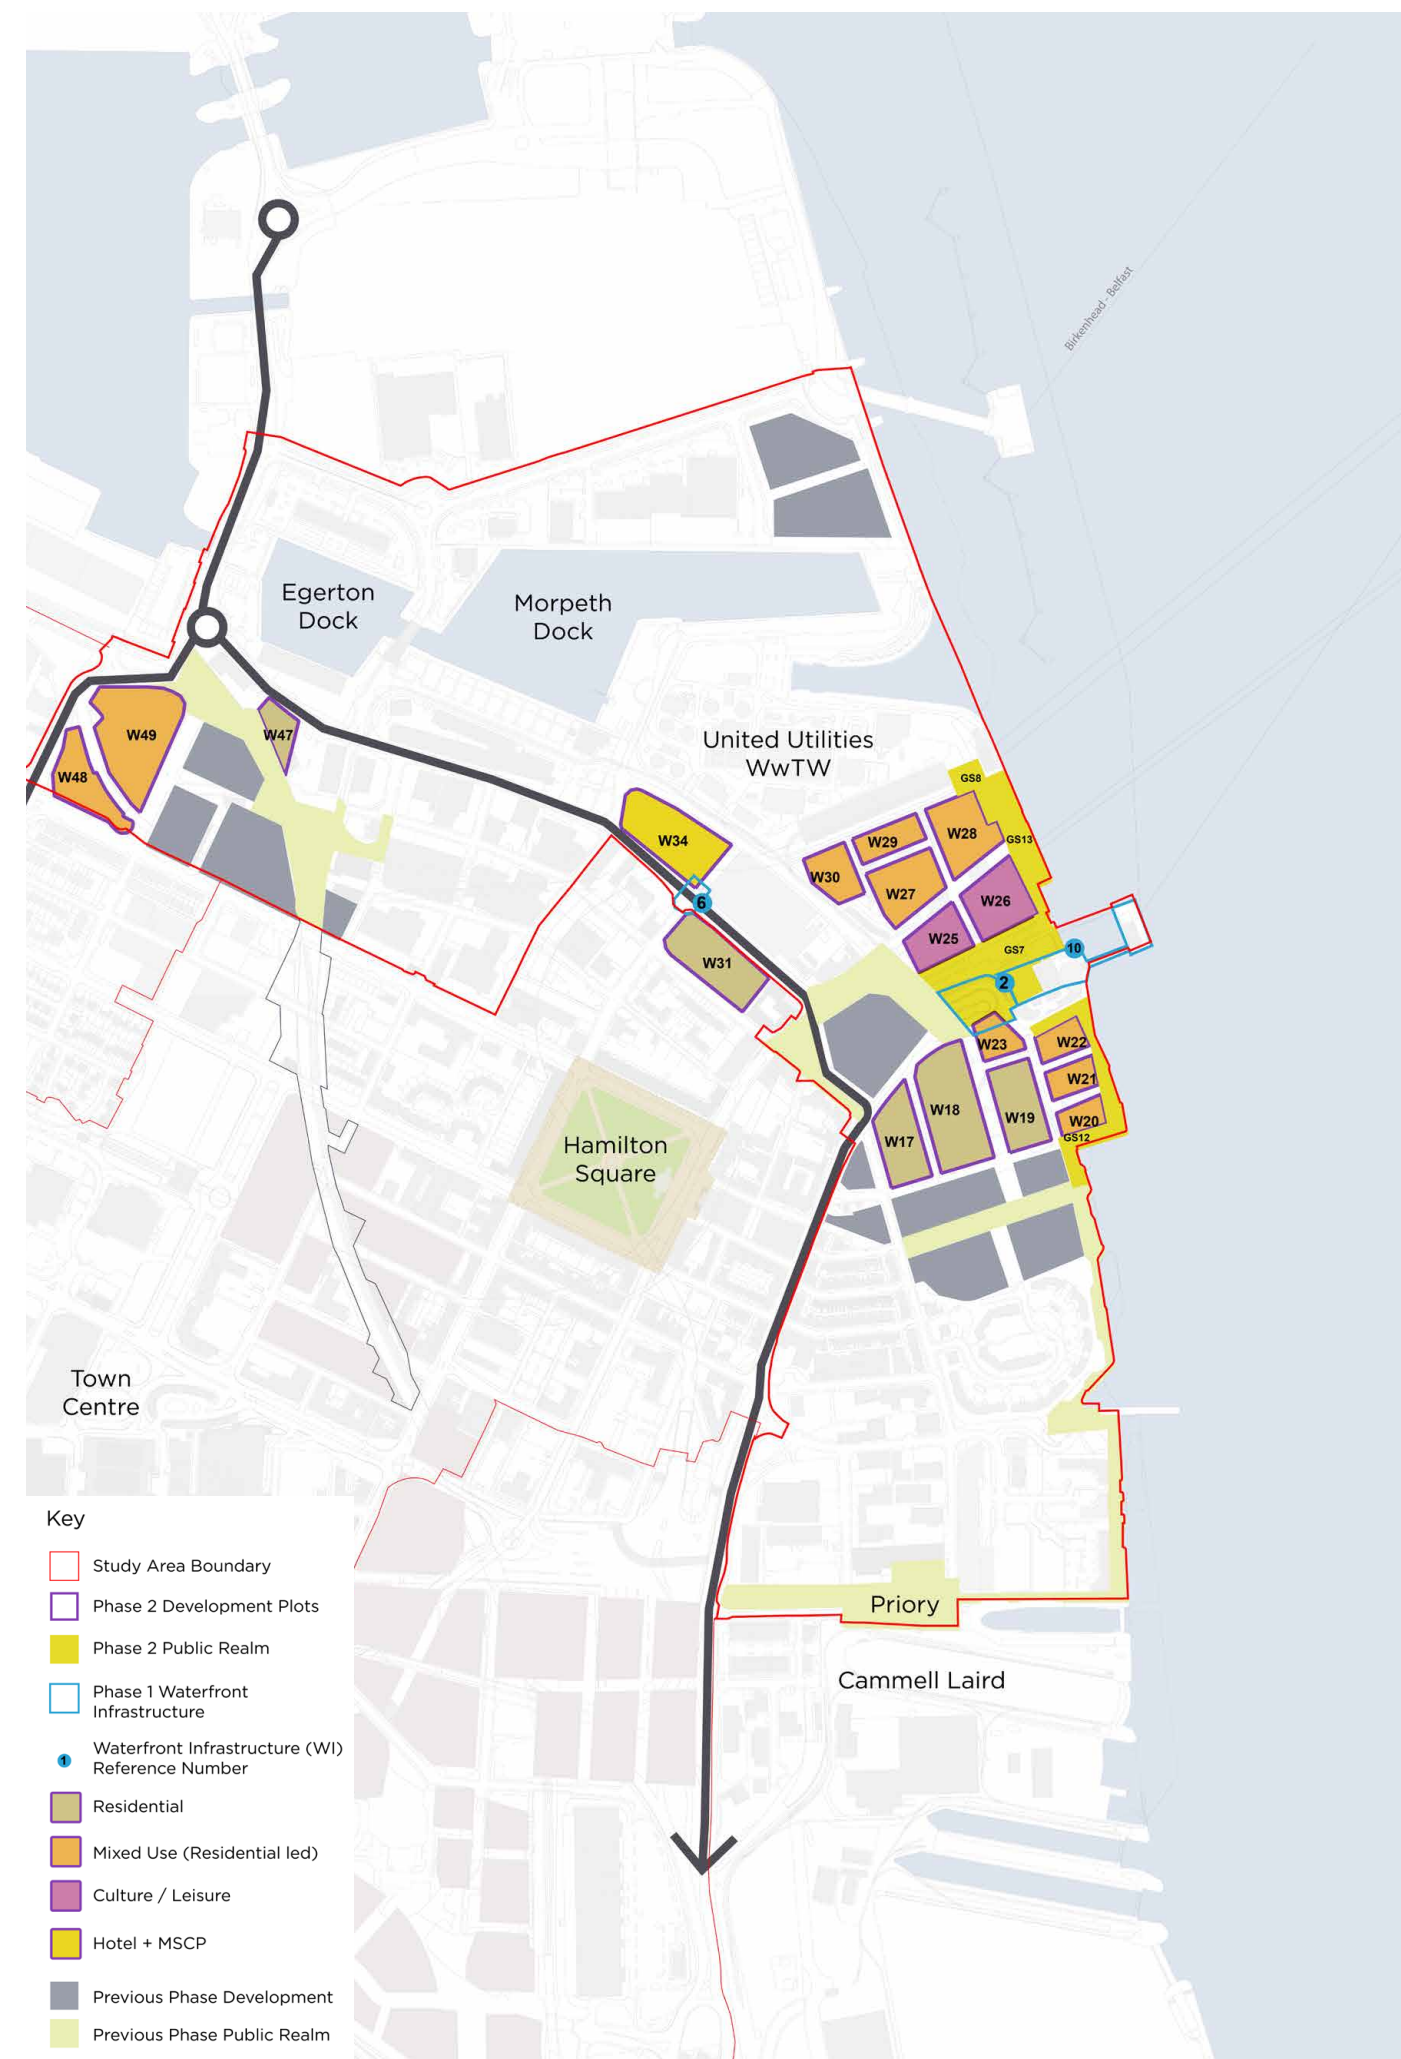 Birkenhead - Belfast
Egerton
Dock
Morpeth
Dock
W49
W47
W48
United Utilities
WwTW
GS8
W34
W28
W29
GS13
W30
W27
W26
6
W25
GS7
10
W31
2
W23
W22
W21
W18
W19
W20
W17
GS12
Hamilton
Square
Town
Centre
Priory
Cammell Laird
Key
Study Area Boundary
Phase 2 Development Plots
Phase 2 Public Realm
Phase 1 Waterfront
Infrastructure
1
Waterfront Infrastructure (WI)
Reference Number
Residential
Mixed Use (Residential led)
Culture / Leisure
Hotel + MSCP
Previous Phase Development
Previous Phase Public Realm